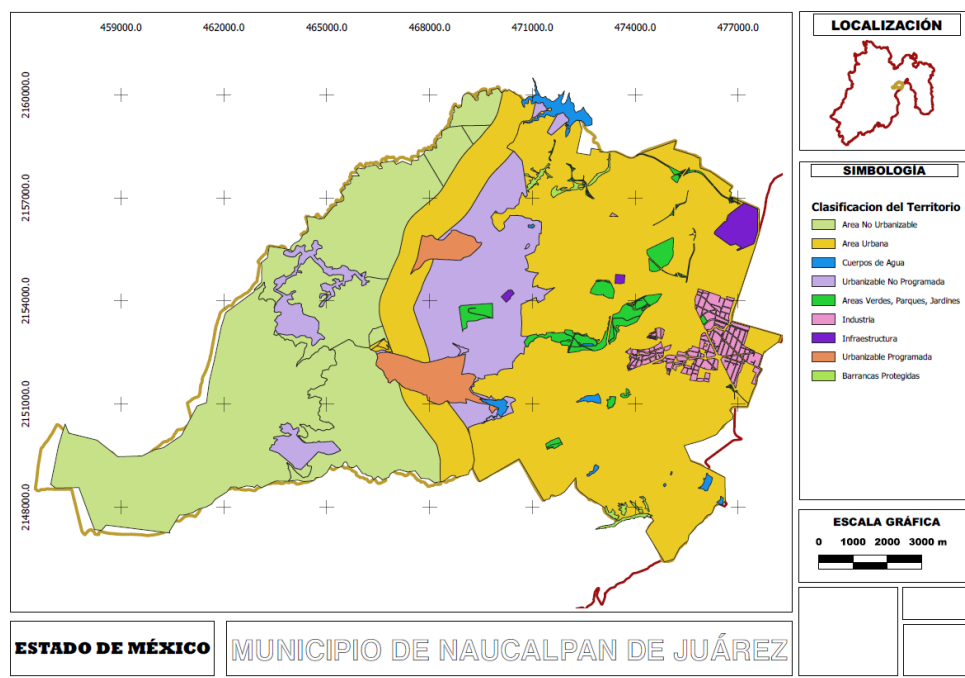 459000.0 462000.0 465000.0 468000.0 471000.0 474000.0 477000.0
2160000.0
2157000.0
2154000.0
2151000.0
2148000.0
LOCALIZACIÓN
SIMBOLOGÍA
Clasificacion del Territorio
Area No Urbanizable
Area Urbana
Cuerpos de Agua
Urbanizable No Programada
Areas Verdes, Parques, Jardines
Industria
Infraestructura
Urbanizable Programada
Barrancas Protegidas
ESCALA GRÁFICA
0 1000 2000 3000 m
ESTADO DE MÉXICO
MUNICIPIO DE NAUCALPAN DE JUÁREZ